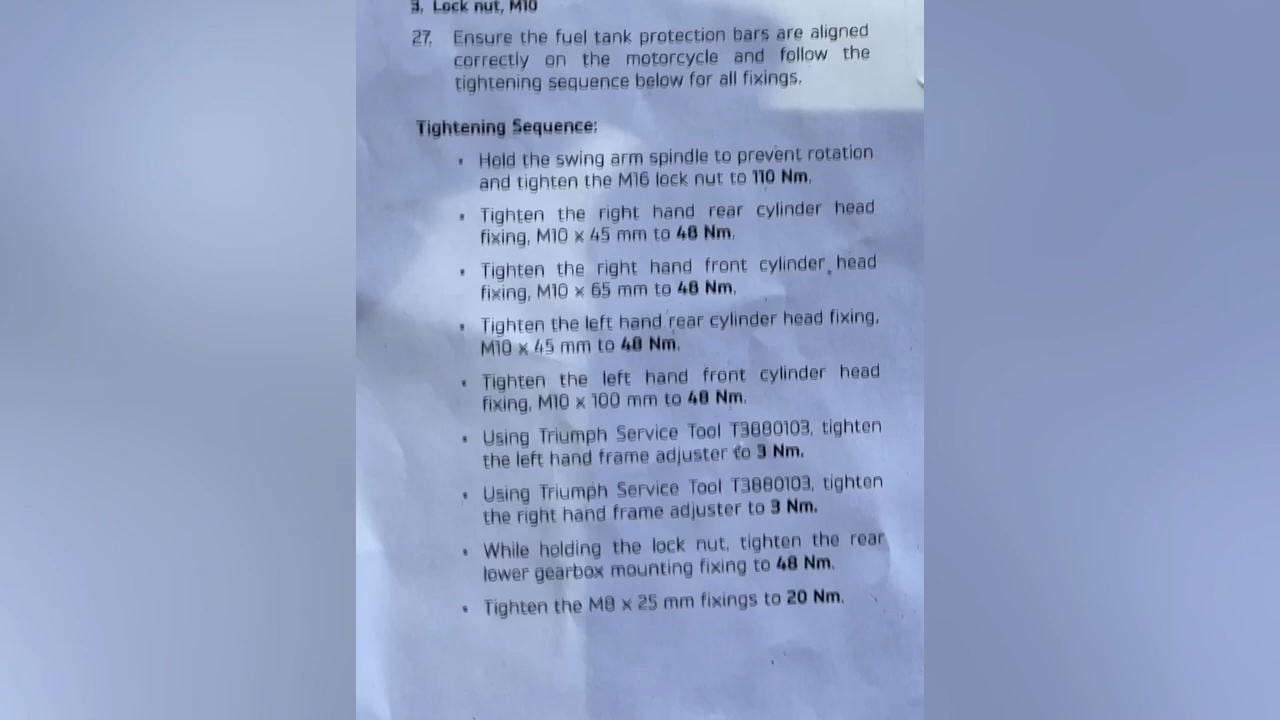 3. Lock nut, M10
27. Ensure the fuel tank protection bars are aligned
correctly on the motorcycle and follow the
tightening sequence below for all fixings.
Tightening Sequence:
• Hold the swing arm spindle to prevent rotation
and tighten the M16 lock nut to 110 Nm.
• Tighten the right hand rear cylinder head
fixing, M10 x 45 mm to 48 Nm.
• Tighten the right hand front cylinder head
fixing, M10 x 65 mm to 48 Nm.
• Tighten the left hand rear cylinder head fixing,
M10 x 45 mm to 48 Nm.
• Tighten the left hand front cylinder head
fixing, M10 x 100 mm to 48 Nm.
• Using Triumph Service Tool T3880103, tighten
the left hand frame adjuster to 3 Nm.
• Using Triumph Service Tool T3880103, tighten
the right hand frame adjuster to 3 Nm.
• While holding the lock nut, tighten the rear
lower gearbox mounting fixing to 48 Nm.
• Tighten the M8 x 25 mm fixings to 20 Nm.